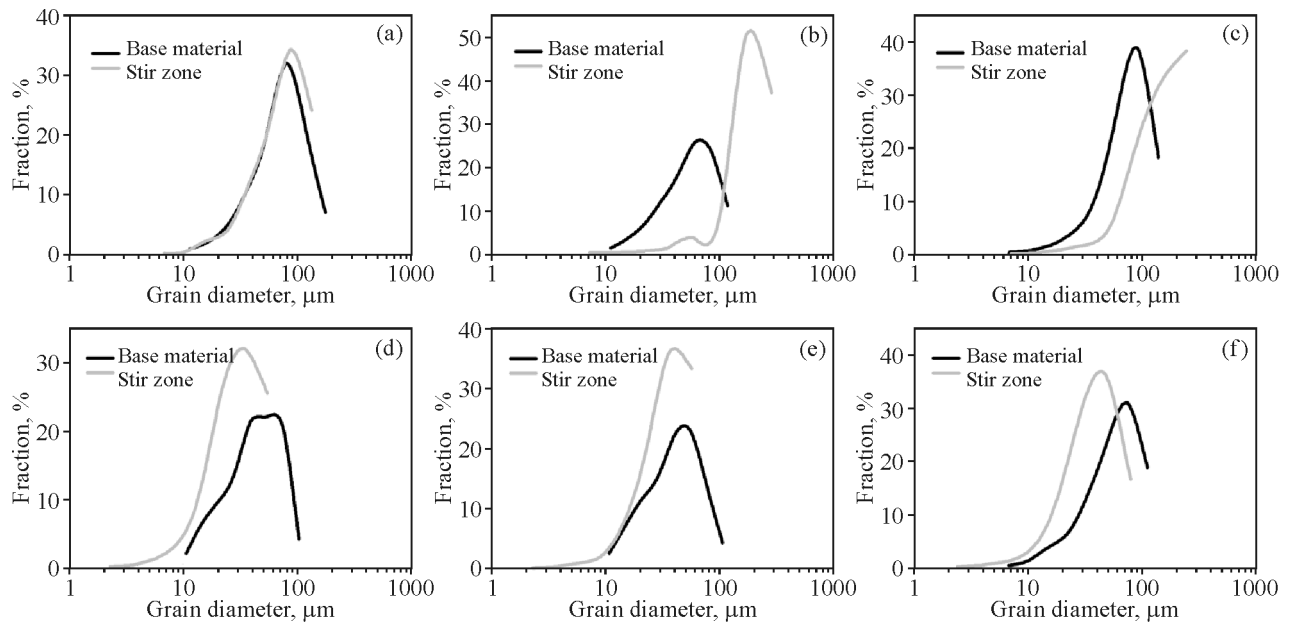 40
30
20
10
0
Fraction, %
Base material
Stir zone
(a)
1 10 100 1000
Grain diameter, μm
50
40
30
20
10
0
Fraction, %
Base material
Stir zone
(b)
1 10 100 1000
Grain diameter, μm
40
30
20
10
0
Fraction, %
Base material
Stir zone
(c)
1 10 100 1000
Grain diameter, μm
30
20
10
0
Fraction, %
Base material
Stir zone
(d)
1 10 100 1000
Grain diameter, μm
40
30
20
10
0
Fraction, %
Base material
Stir zone
(e)
1 10 100 1000
Grain diameter, μm
40
30
20
10
0
Fraction, %
Base material
Stir zone
(f)
1 10 100 1000
Grain diameter, μm